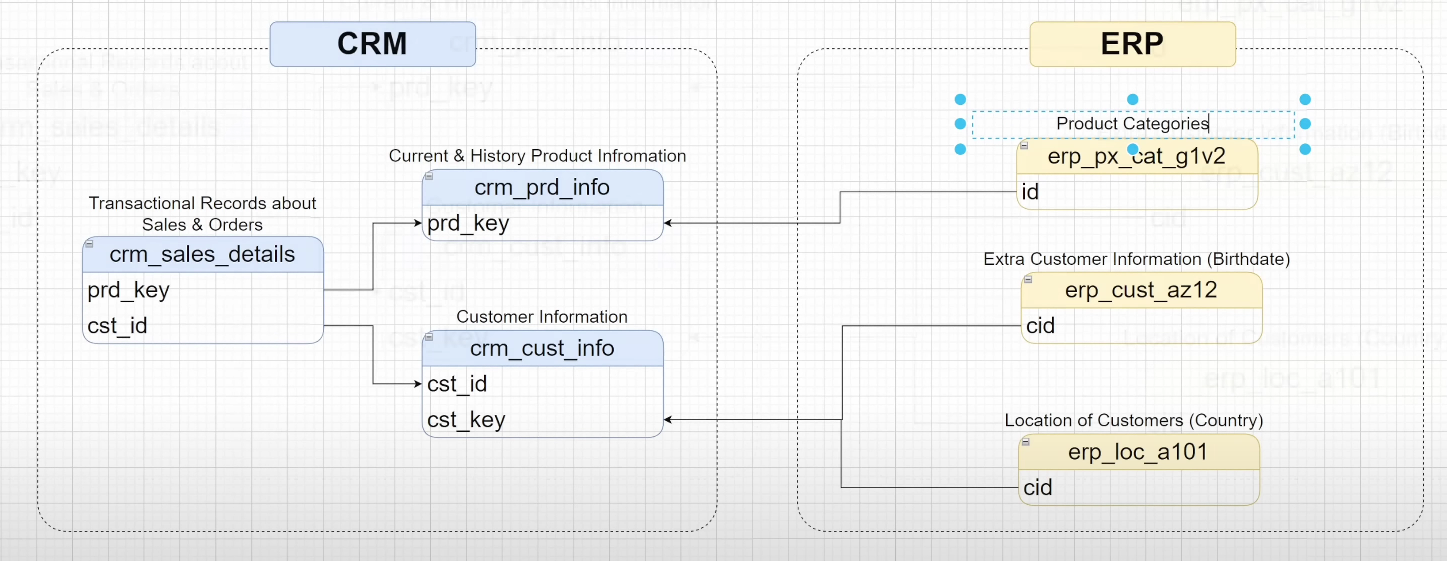 CRM
ERP
Product Categories
erp_px_cat_g1v2
id
Current & History Product Infromation
crm_prd_info
prd_key
Transactional Records about
Sales & Orders
crm_sales_details
prd_key
cst_id
Extra Customer Information (Birthdate)
erp_cust_az12
cid
Customer Information
crm_cust_info
cst_id
cst_key
Location of Customers (Country)
erp_loc_a101
cid